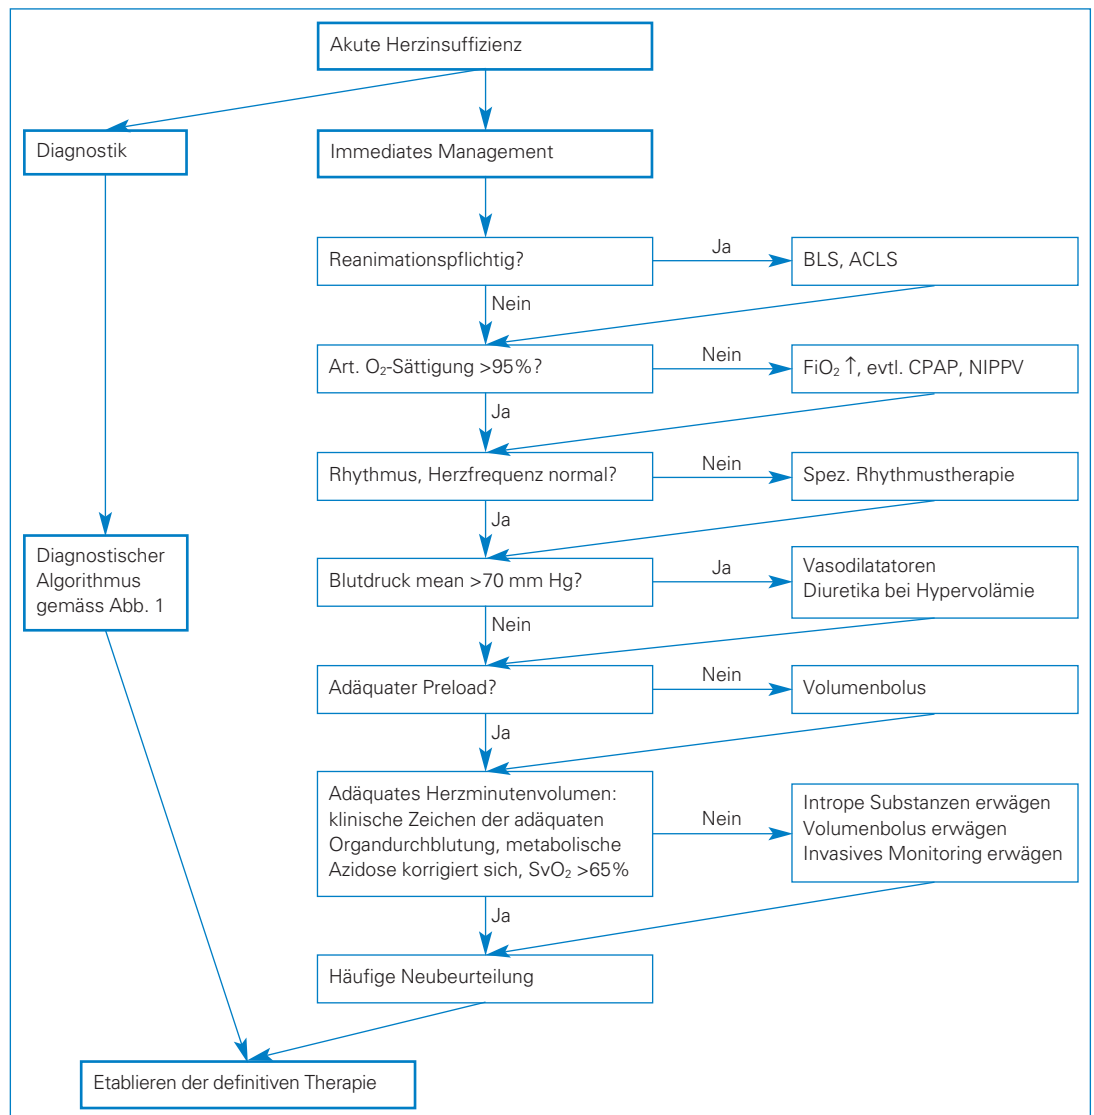 Akute Herzinsuffizienz
Diagnostik
Immediates Management
Reanimationspflichtig?
Ja
BLS, ACLS
Nein
Art. O₂-Sättigung >95%?
Nein
FiO₂ ↑, evtl. CPAP, NIPPV
Ja
Rhythmus, Herzfrequenz normal?
Nein
Spez. Rhythmustherapie
Ja
Diagnostischer
Algorithmus
gemäss Abb. 1
Blutdruck mean >70 mm Hg?
Ja
Vasodilatatoren
Diuretika bei Hypervolämie
Nein
Adäquater Preload?
Nein
Volumenbolus
Ja
Adäquates Herzminutenvolumen:
klinische Zeichen der adäquaten
Organdurchblutung, metabolische
Azidose korrigiert sich, SvO₂ >65%
Nein
Intrope Substanzen erwägen
Volumenbolus erwägen
Invasives Monitoring erwägen
Ja
Häufige Neubeurteilung
Etablieren der definitiven Therapie